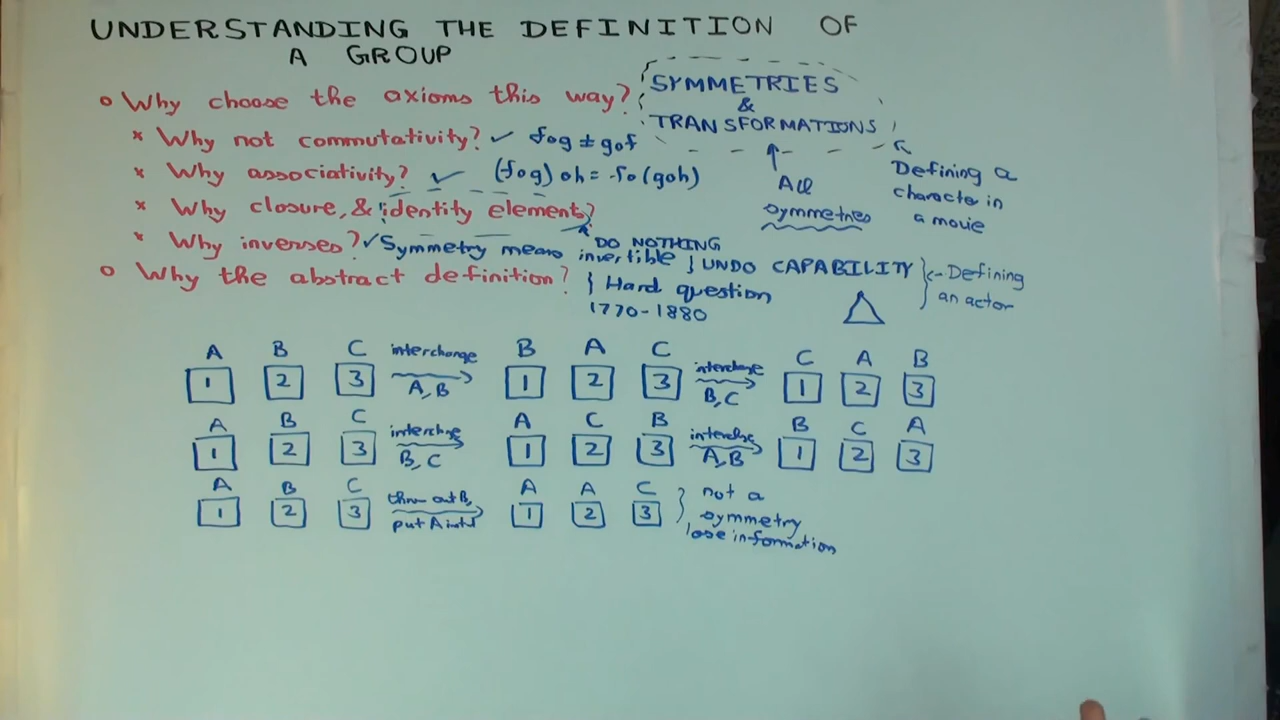 UNDERSTANDING THE DEFINITION OF
A GROUP
o Why choose the axioms this way?
SYMMETRIES
&
TRANSFORMATIONS
* Why not commutativity? ✓ fog ≠ gof
* Why associativity? ✓ (fog) oh = fo (goh)
All
symmetries
Defining a
character in
a movie
* Why closure, & identity element?
DO NOTHING
* Why inverses? ✓ Symmetry means invertible } UNDO CAPABILITY
<- Defining
an actor
o Why the abstract definition? { Hard question
1770-1880
A B C interchange B A C interchange C A B
1 2 3 A, B 1 2 3 B, C 1 2 3
A B C interchange A C B interchange B C A
1 2 3 B, C 1 2 3 A, B 1 2 3
A B C throw out B, A A C
1 2 3 put A into 1 2 3
not a
symmetry
lose information